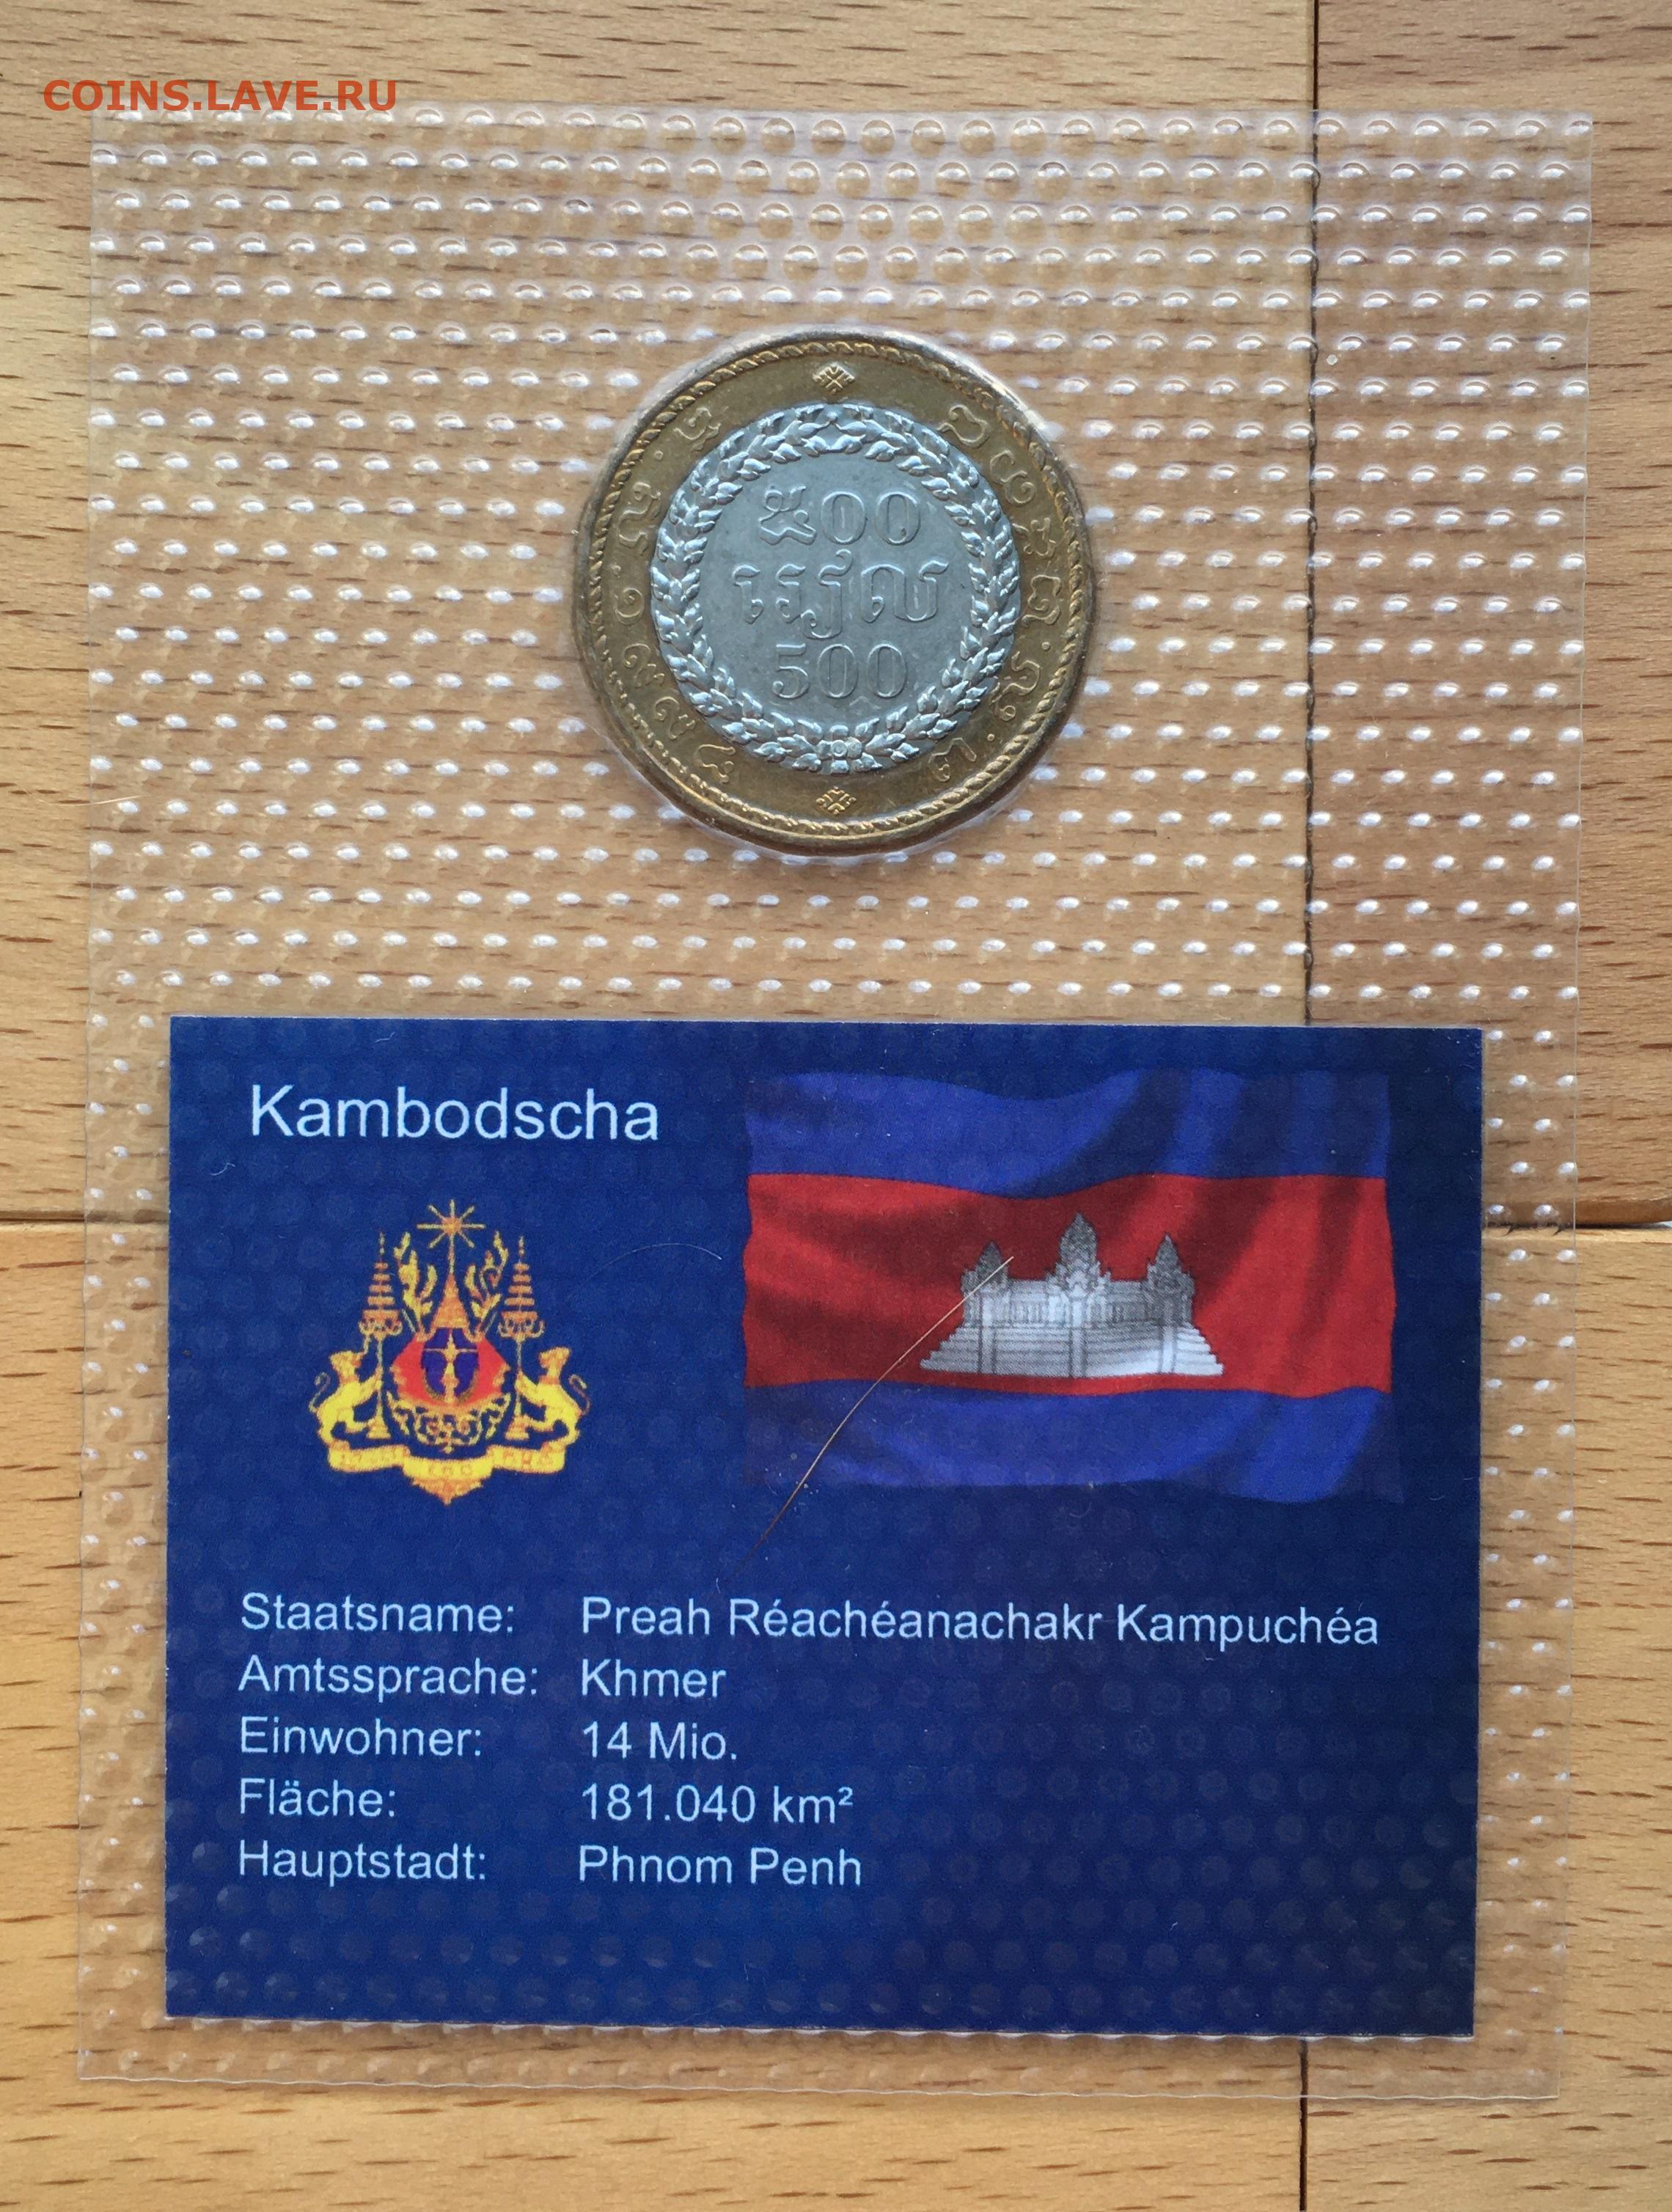 COINS.LAVE.RU
៥០០
រៀល
500
Kambodscha
Staatsname: Preah Réachéanachakr Kampuchéa
Amtssprache: Khmer
Einwohner: 14 Mio.
Fläche: 181.040 km²
Hauptstadt: Phnom Penh